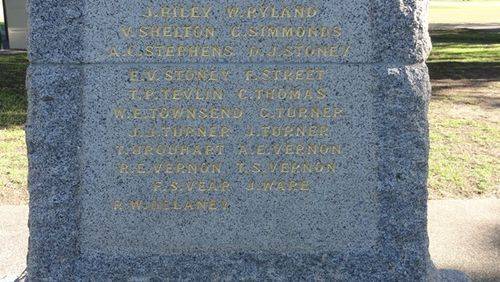 J.RILEY W.RYLAND
V.SHELTON C.SIMMONDS
A.C.STEPHENS D.J.STONEY
E.V.STONEY F.STREET
T.P.TEVLIN C.THOMAS
W.E.TOWNSEND G.TURNER
J.J.TURNER J.TURNER
T.URQUHART A.E.VERNON
R.E.VERNON T.S.VERNON
F.S.VEAR J.WARE
R.W.DELANEY